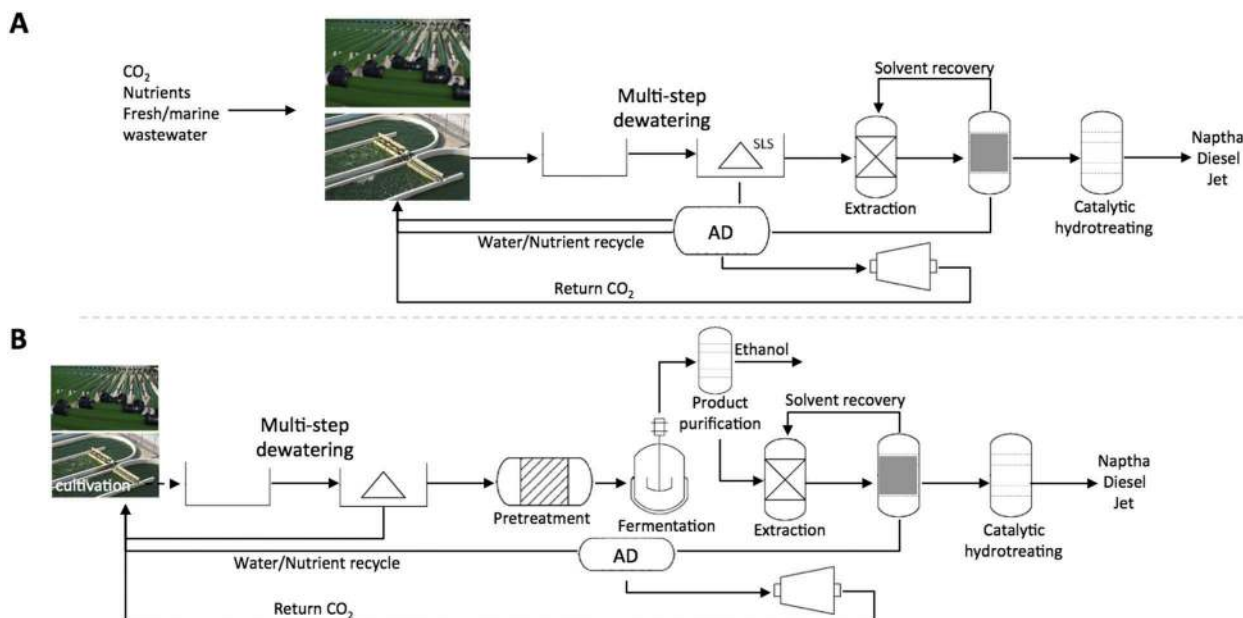 A
CO₂
Nutrients
Fresh/marine
wastewater
Multi-step
dewatering
SLS
Solvent recovery
Extraction
Catalytic
hydrotreating
Naptha
Diesel
Jet
AD
Water/Nutrient recycle
Return CO₂
B
cultivation
Multi-step
dewatering
Pretreatment
Fermentation
Ethanol
Product
purification
Solvent recovery
Extraction
Catalytic
hydrotreating
Naptha
Diesel
Jet
AD
Water/Nutrient recycle
Return CO₂